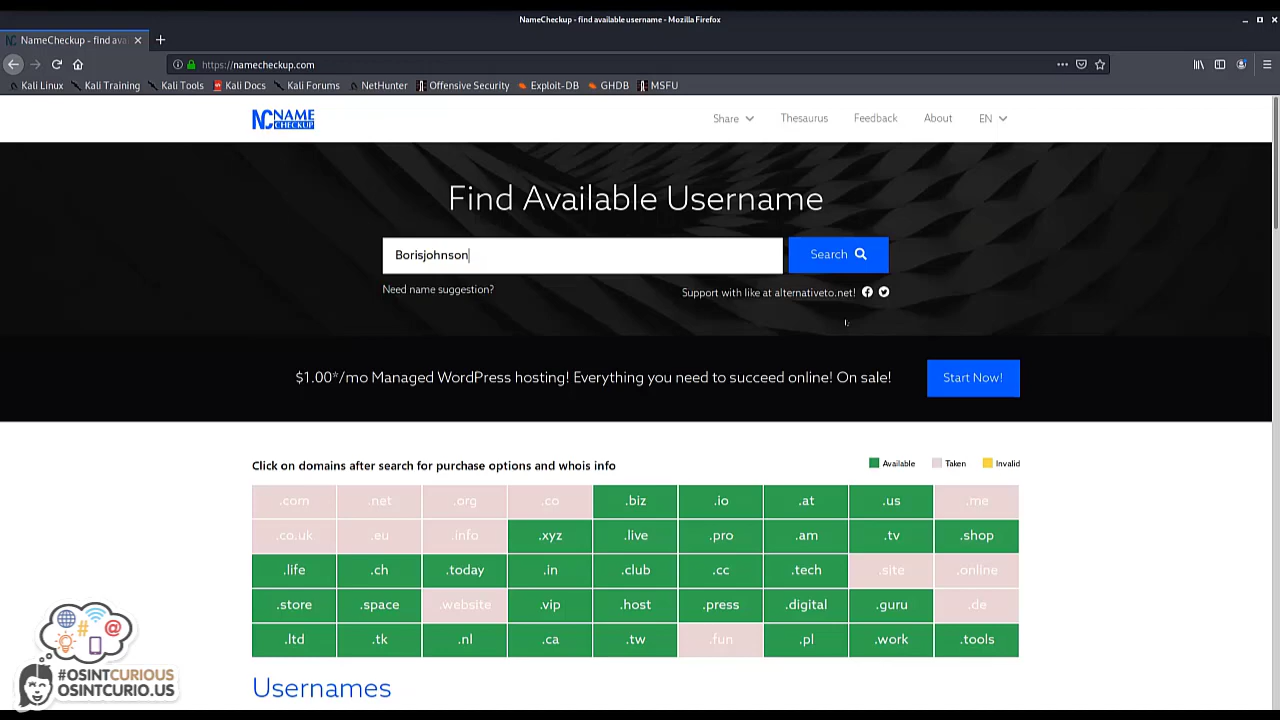 NameCheckup - find available username - Mozilla Firefox
NameCheckup - find ava
https://namecheckup.com
Kali Linux Kali Training Kali Tools Kali Docs Kali Forums NetHunter Offensive Security Exploit-DB GHDB MSFU
NC NAME CHECKUP
Share Thesaurus Feedback About EN
Find Available Username
Borisjohnson Search
Need name suggestion? Support with like at alternativeto.net!
$1.00*/mo Managed WordPress hosting! Everything you need to succeed online! On sale! Start Now!
Click on domains after search for purchase options and whois info Available Taken Invalid
.com .net .org .co .biz .io .at .us .me
.co.uk .eu .info .xyz .live .pro .am .tv .shop
.life .ch .today .in .club .cc .tech .site .online
.store .space .website .vip .host .press .digital .guru .de
.ltd .tk .nl .ca .tw .fun .pl .work .tools
Usernames
#OSINTCURIOUS
OSINTCURIO.US